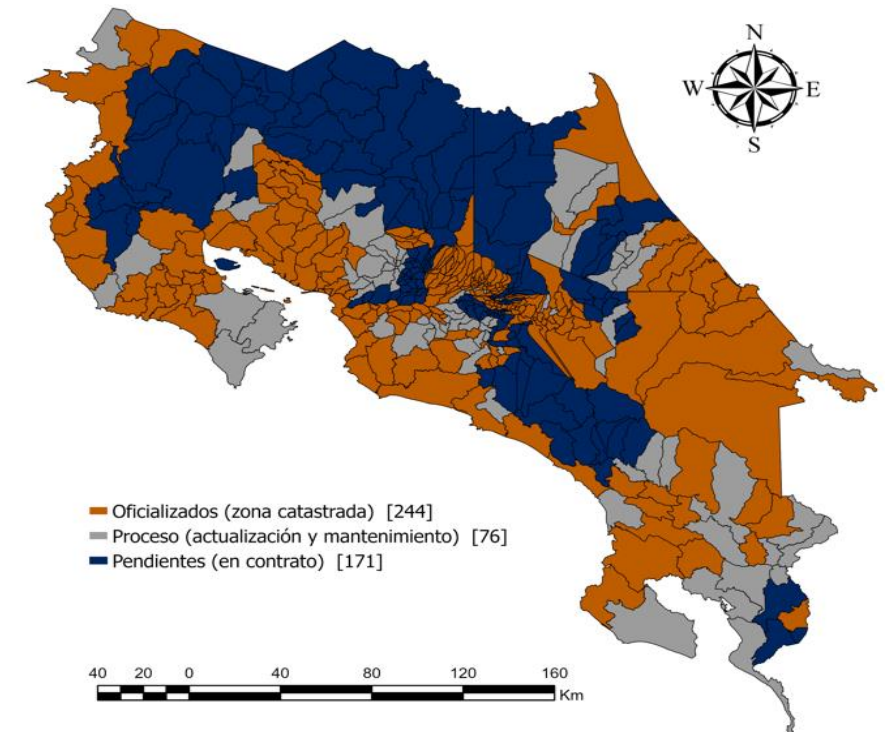 N
W E
S
Oficializados (zona catastrada) [244]
Proceso (actualización y mantenimiento) [76]
Pendientes (en contrato) [171]
40 20 0 40 80 120 160
Km